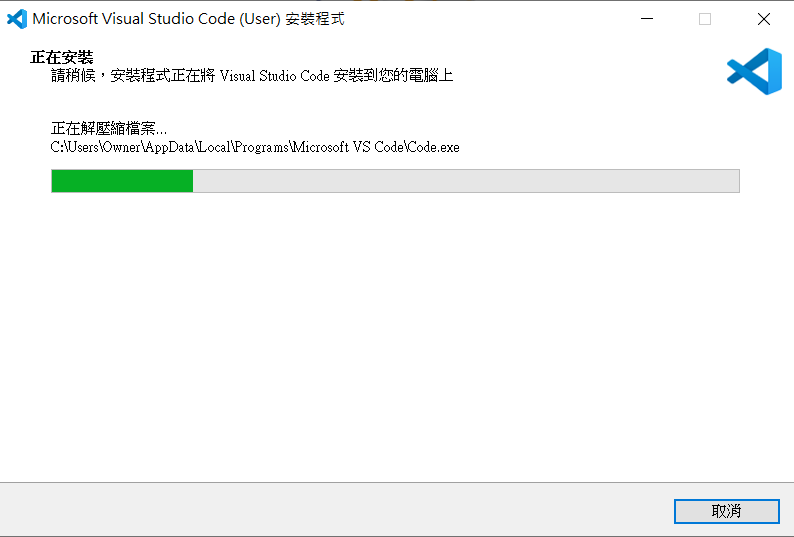 Microsoft Visual Studio Code (User) 安裝程式
正在安裝
請稍候，安裝程式正在將 Visual Studio Code 安裝到您的電腦上
正在解壓縮檔案...
C:\Users\Owner\AppData\Local\Programs\Microsoft VS Code\Code.exe
取消